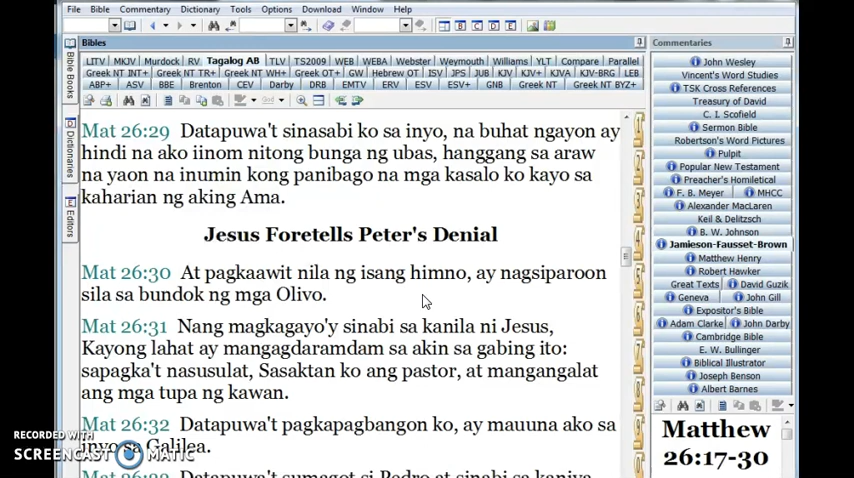 File Bible Commentary Dictionary Tools Options Download Window Help
Bibles
Commentaries
LITV MKJV Murdock RV Tagalog AB TLV TS2009 WEB WEBA Webster Weymouth Williams YLT Compare Parallel
Greek NT INT+ Greek NT TR+ Greek NT WH+ GW Hebrew OT ISV JPS JUB KJ KJV+ KJVA KJV-BRG LEB
ABP+ ASV BBE Brenton CEV Darby DRB EMTV ERV ESV ESV+ GNB Greek NT Greek NT BYZ+
Bible Books
Dictionaries
Editors
Mat 26:29 Datapuwa't sinasabi ko sa inyo, na buhat ngayon ay
hindi na ako iinom nitong bunga ng ubas, hanggang sa araw
na yaon na inumin kong panibago na mga kasalo ko kayo sa
kaharian ng aking Ama.
Jesus Foretells Peter's Denial
Mat 26:30 At pagkaawit nila ng isang himno, ay nagsiparoon
sila sa bundok ng mga Olivo.
Mat 26:31 Nang magkagayo'y sinabi sa kanila ni Jesus,
Kayong lahat ay mangagdaramdam sa akin sa gabing ito:
sapagka't nasusulat, Sasaktan ko ang pastor, at mangangalat
ang mga tupa ng kawan.
Mat 26:32 Datapuwa't pagkapagbangon ko, ay mauuna ako sa
inyo sa Galilea.
Datapuwa't sumagot si Pedro at sinabi sa kaniya
John Wesley
Vincent's Word Studies
TSK Cross References
Treasury of David
C. I. Scofield
Sermon Bible
Robertson's Word Pictures
Pulpit
Popular New Testament
Preacher's Homiletical
F. B. Meyer MHCC
Alexander MacLaren
Keil & Delitzsch
B. W. Johnson
Jamieson-Fausset-Brown
Matthew Henry
Robert Hawker
Great Texts David Guzik
Geneva John Gill
Expositor's Bible
Adam Clarke John Darby
Cambridge Bible
E. W. Bullinger
Biblical Illustrator
Joseph Benson
Albert Barnes
Matthew
26:17-30
RECORDED WITH
SCREENCAST MATIC